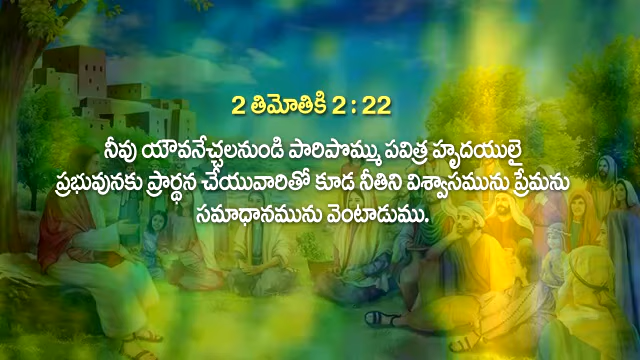 2 తిమోతికి 2 : 22
నీవు యౌవనేచ్ఛలనుండి పారిపొమ్ము పవిత్ర హృదయులై
ప్రభువునకు ప్రార్థన చేయువారితో కూడ నీతిని విశ్వాసమును ప్రేమను
సమాధానమును వెంటాడుము.